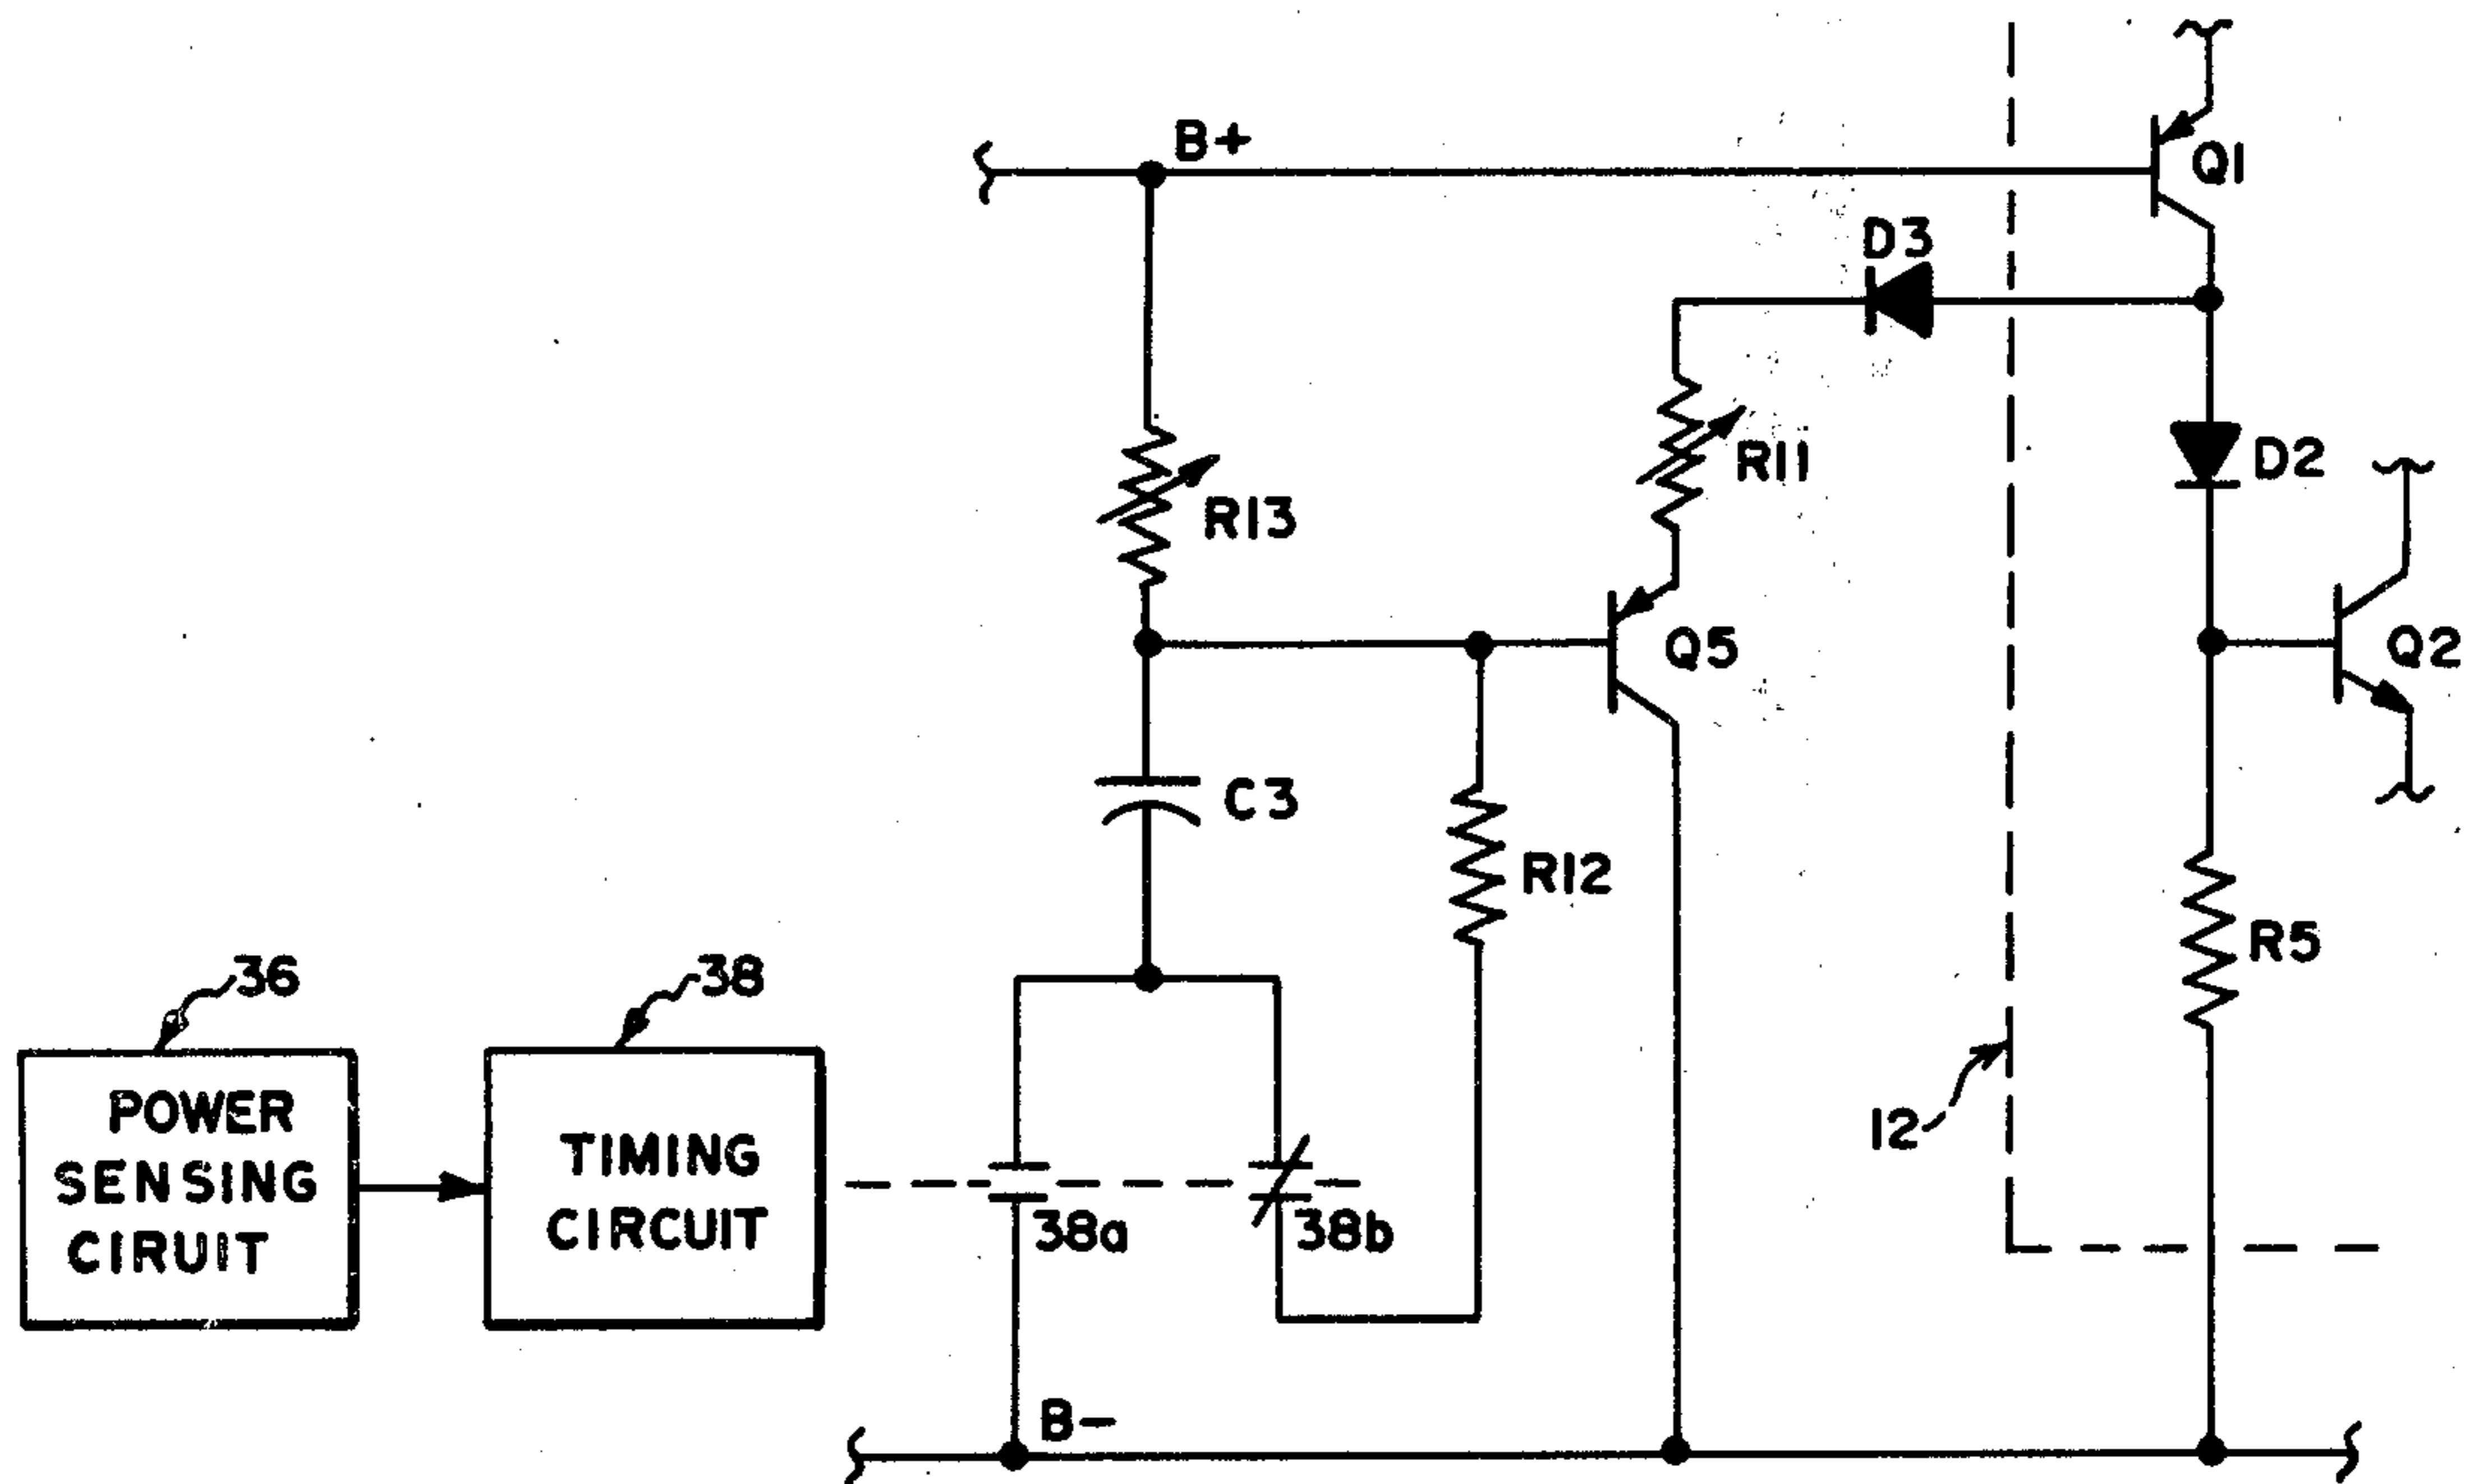 B+
Q1
D3
R11
D2
R13
Q5
Q2
C3
R12
R5
36
38
POWER
SENSING
CIRUIT
TIMING
CIRCUIT
12
38a
38b
B-